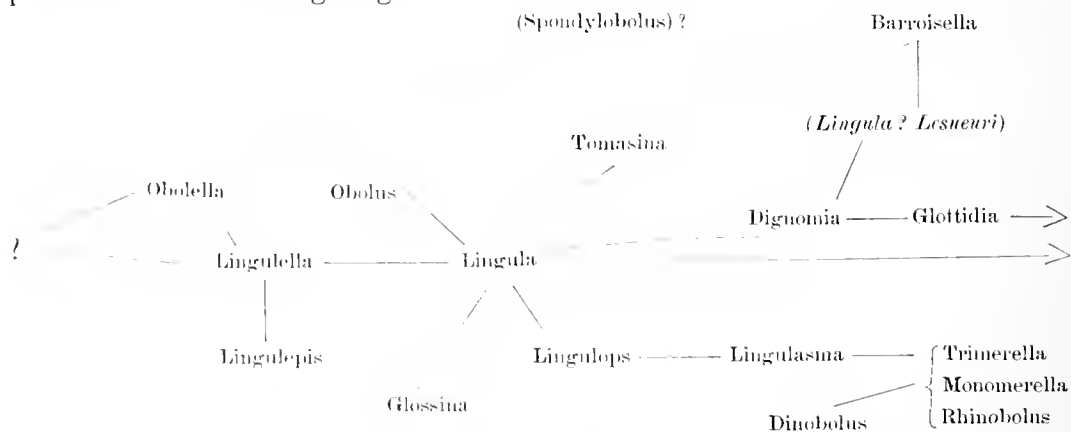 (Spondylobolus) ?
Barroisella
(Lingula ? Lesueuri)
Tomasina
Obolella
Obolus
Dignomia
Glottidia
?
Lingulella
Lingula
Lingulepis
Lingulops
Lingulasma
Trimerella
Monomerella
Rhinobolus
Glossina
Dinobolus